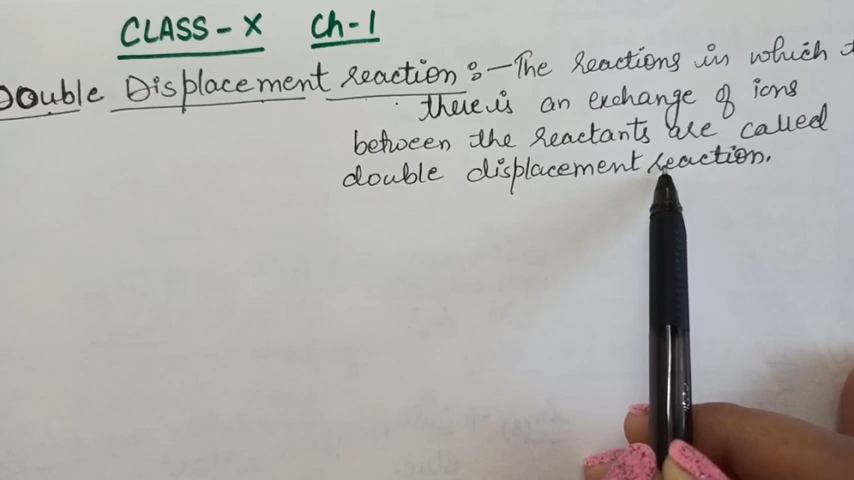 CLASS - X Ch-1
Double Displacement reaction :- The reactions in which
there is an exchange of ions
between the reactants are called
double displacement reaction.